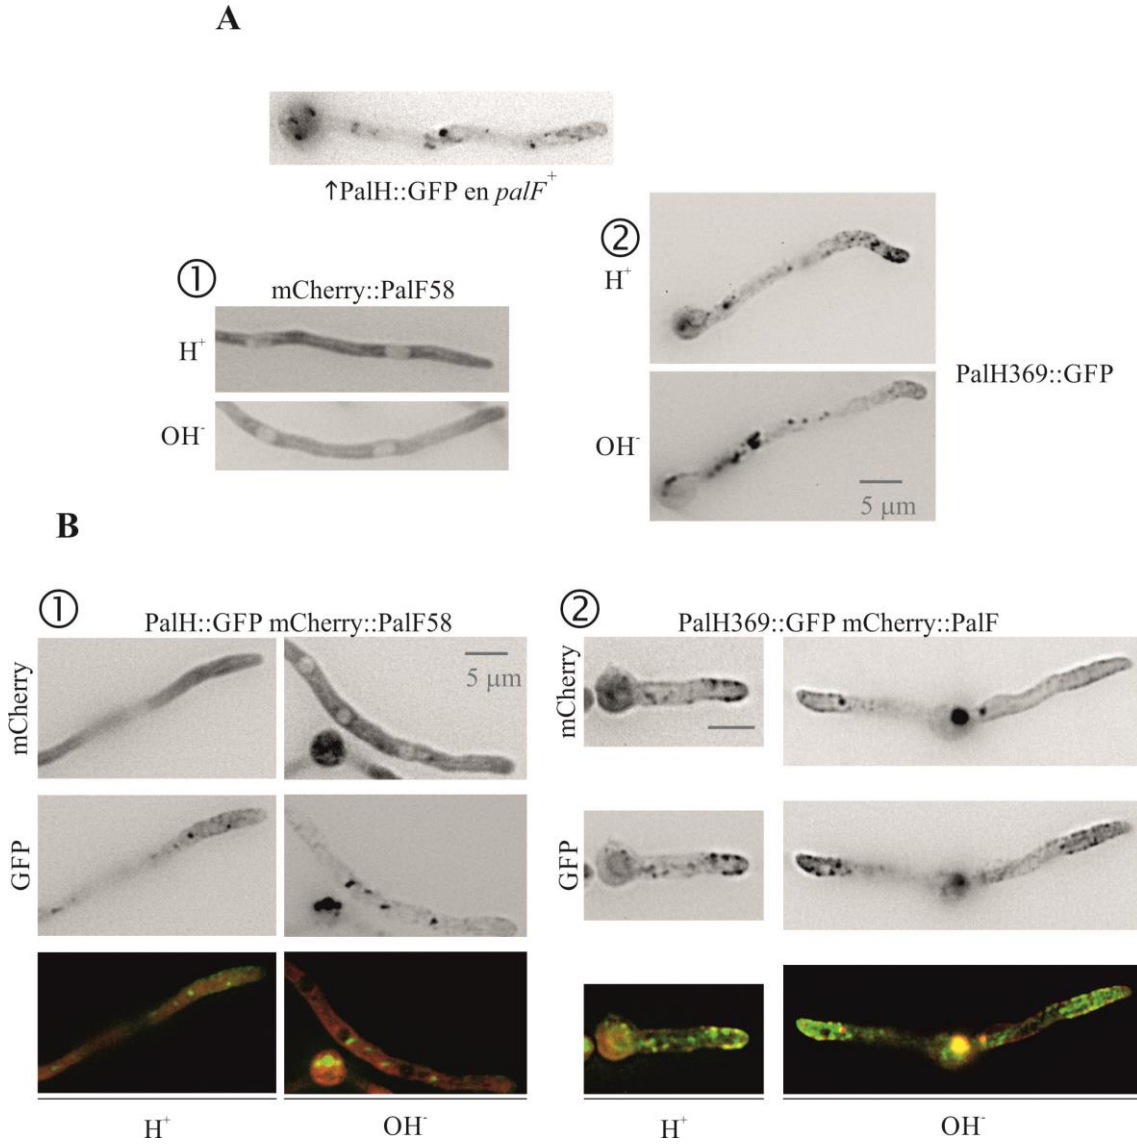 A
↑PalH::GFP en palF⁺
①
mCherry::PalF58
H⁺
OH⁻
②
H⁺
OH⁻
PalH369::GFP
5 μm
B
①
PalH::GFP mCherry::PalF58
mCherry
5 μm
GFP
H⁺
OH⁻
②
PalH369::GFP mCherry::PalF
mCherry
GFP
H⁺
OH⁻